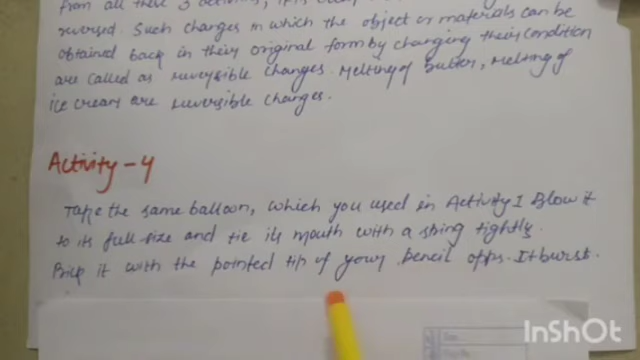 from all these 3 activities, it is
reversed. Such changes in which the object or materials can be
obtained back in their original form by changing their condition
are called as reversible changes. Melting of butter, melting of
ice cream are reversible changes.
Activity - 4
Take the same balloon, which you used in Activity 1 Blow it
to its full size and tie its mouth with a string tightly.
Prick it with the pointed tip of your pencil opps. It burst.
InShOt